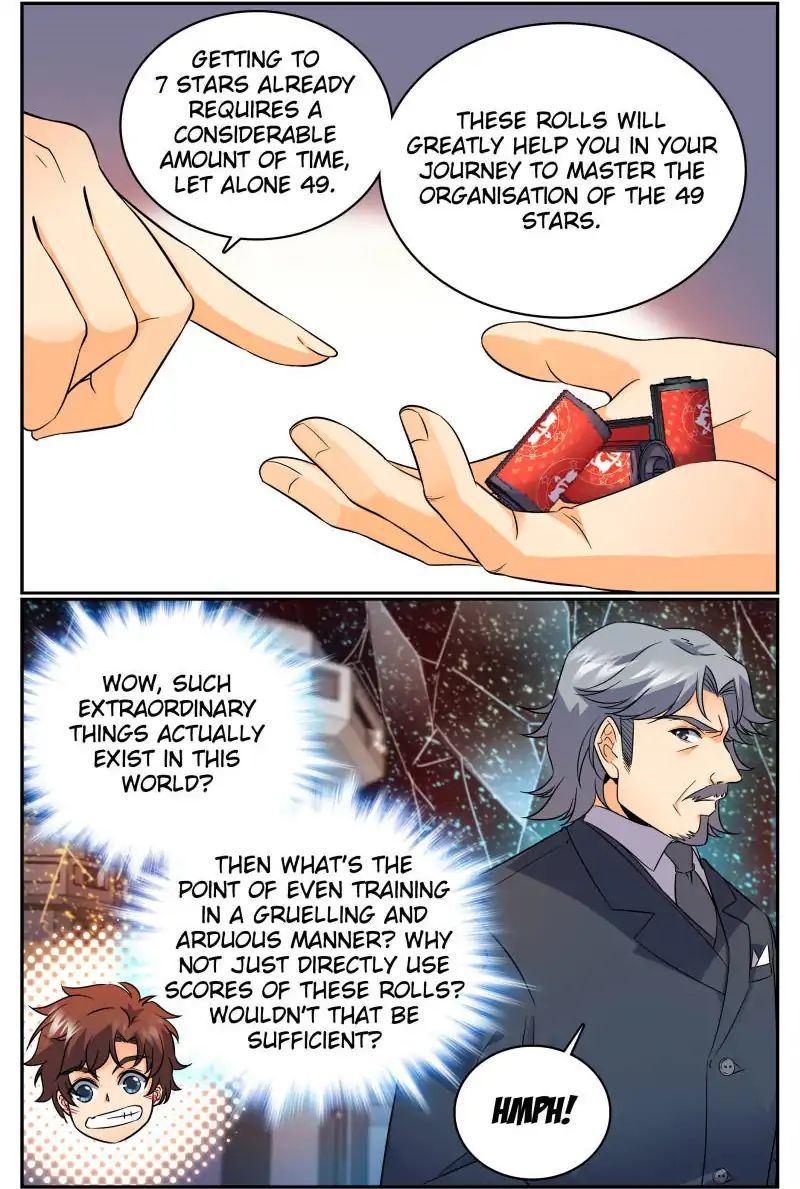 GETTING TO
7 STARS ALREADY
REQUIRES A
CONSIDERABLE
AMOUNT OF TIME,
LET ALONE 49.
THESE ROLLS WILL
GREATLY HELP YOU IN YOUR
JOURNEY TO MASTER THE
ORGANISATION OF THE 49
STARS.
WOW, SUCH
EXTRAORDINARY
THINGS ACTUALLY
EXIST IN THIS
WORLD?
THEN WHAT'S THE
POINT OF EVEN TRAINING
IN A GRUELLING AND
ARDUOUS MANNER? WHY
NOT JUST DIRECTLY USE
SCORES OF THESE ROLLS?
WOULDN'T THAT BE
SUFFICIENT?
HMPH!